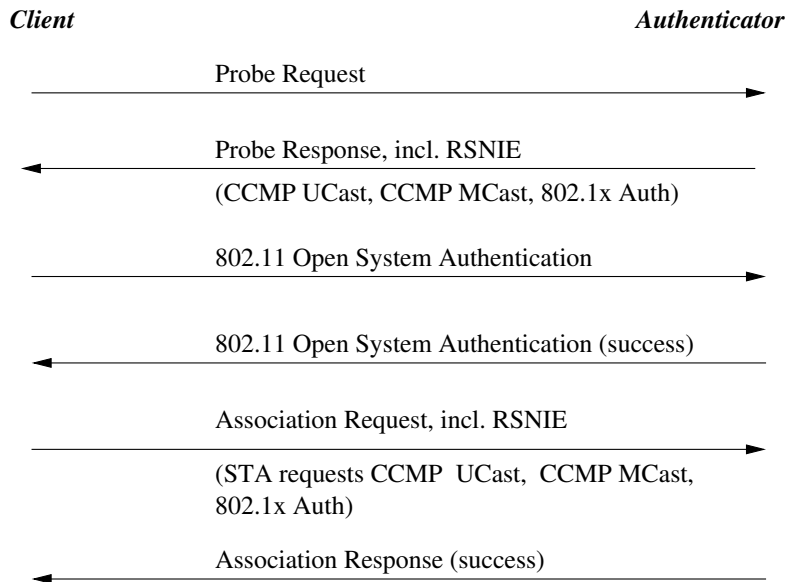 Client
Authenticator
Probe Request
Probe Response, incl. RSNIE
(CCMP UCast, CCMP MCast, 802.1x Auth)
802.11 Open System Authentication
802.11 Open System Authentication (success)
Association Request, incl. RSNIE
(STA requests CCMP UCast, CCMP MCast,
802.1x Auth)
Association Response (success)